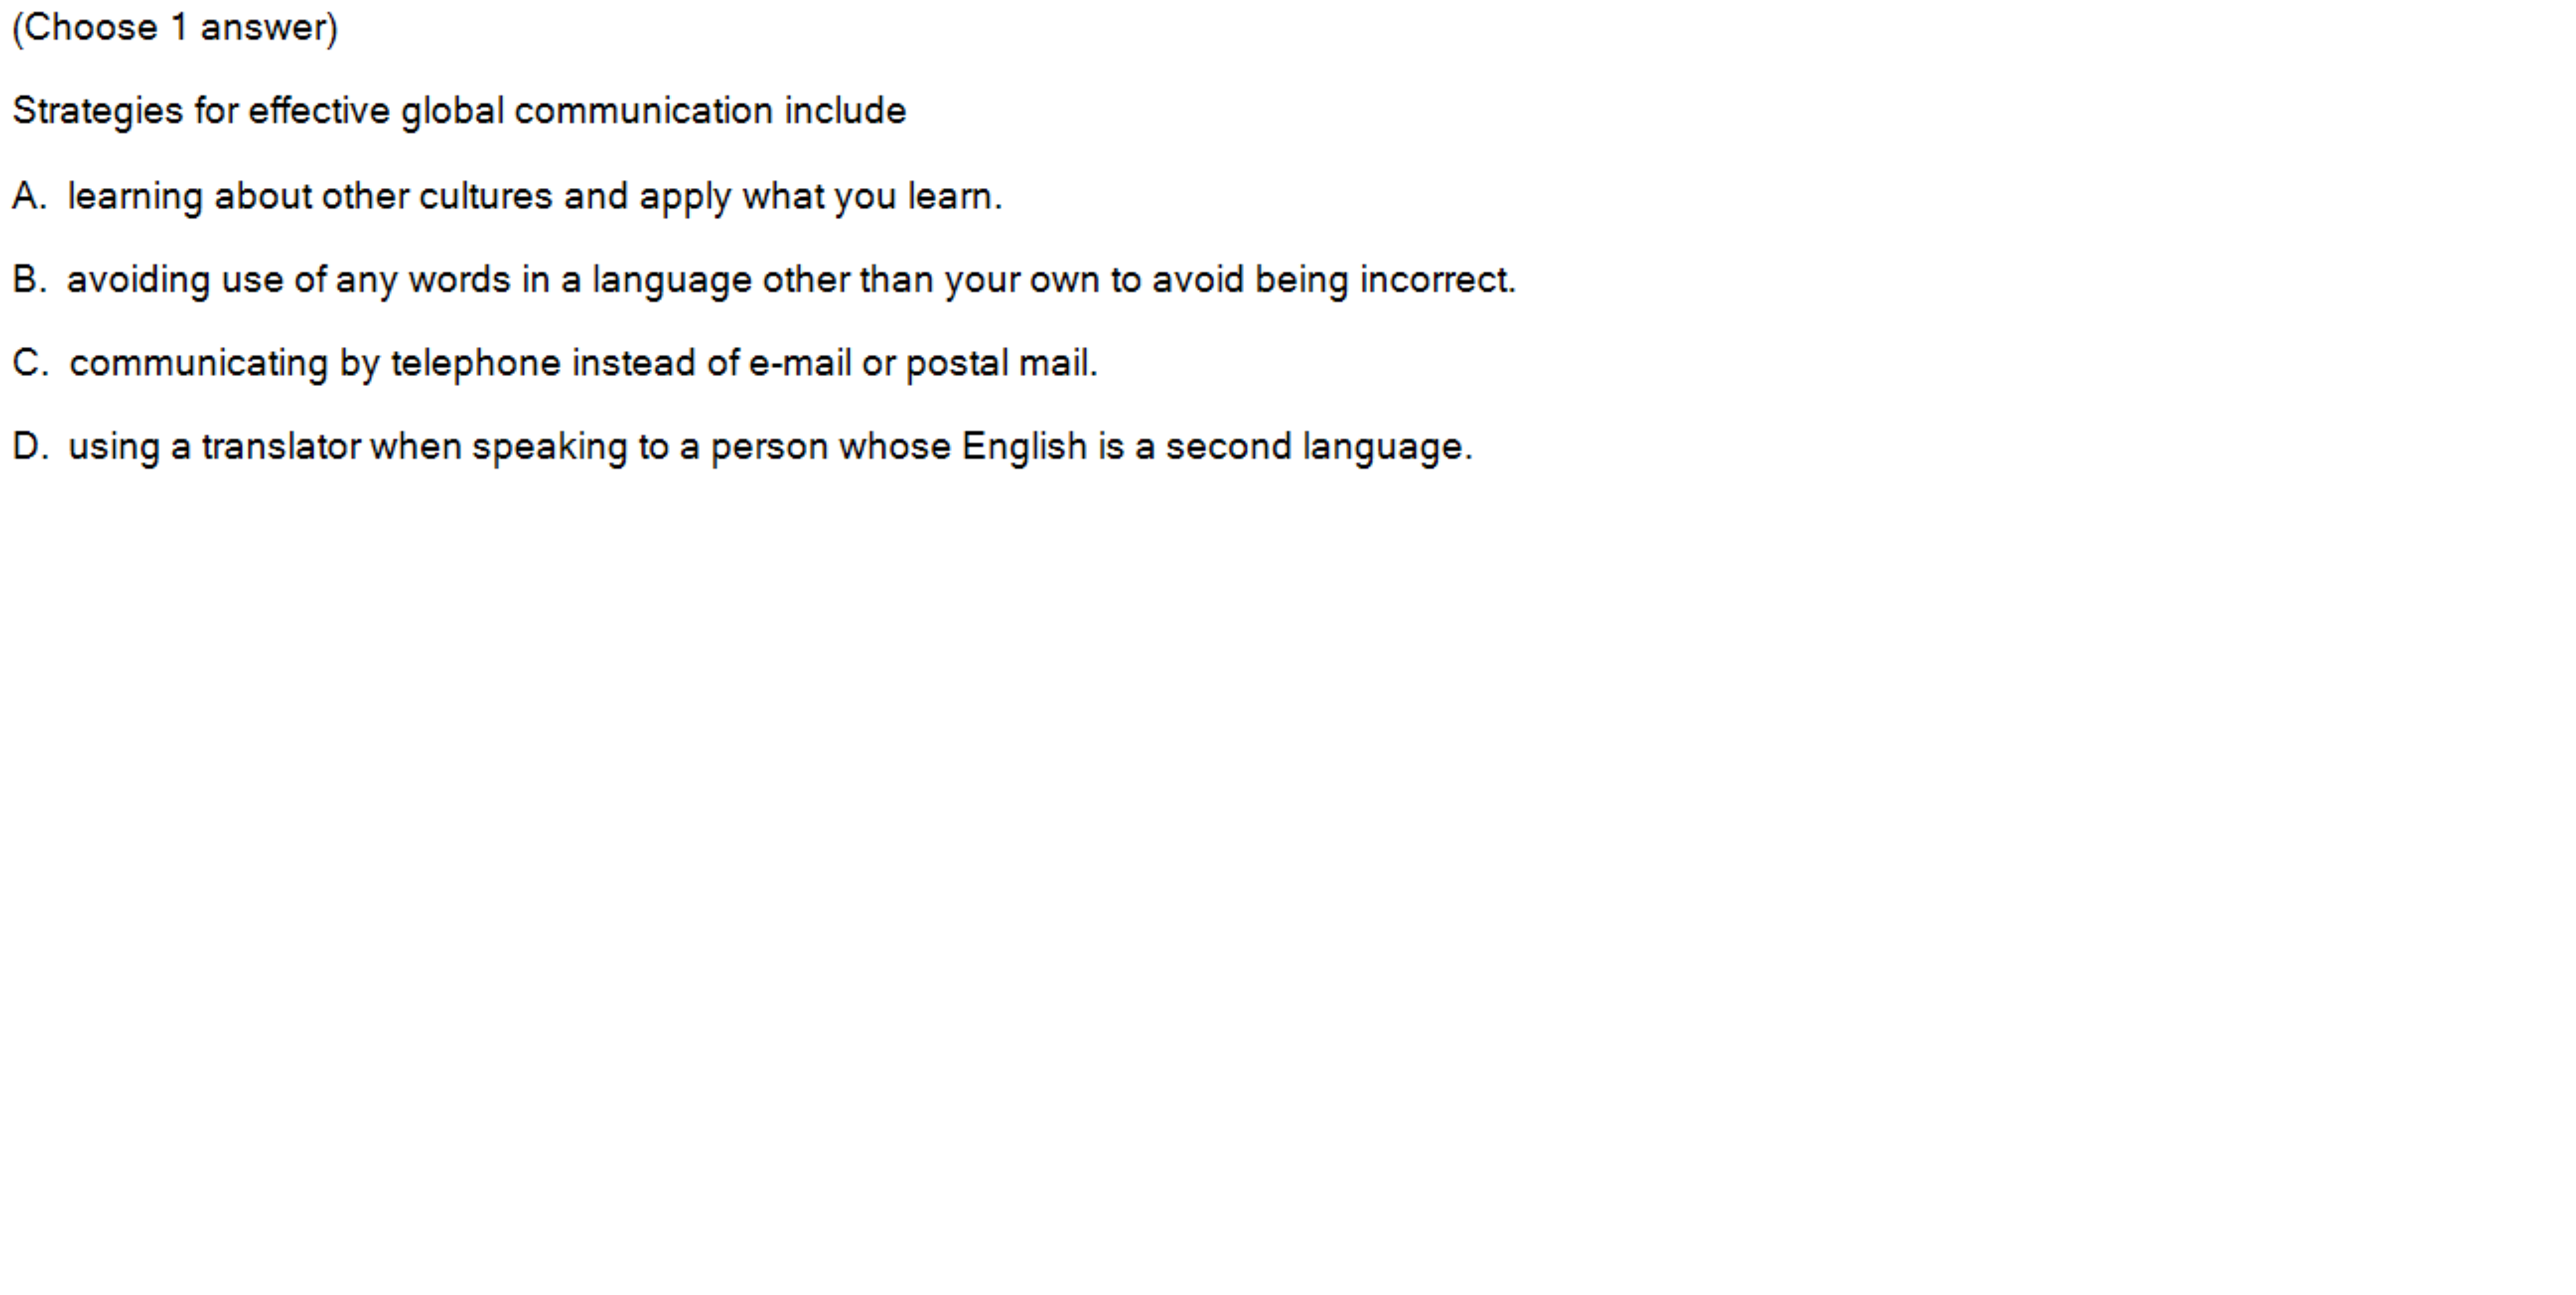 (Choose 1 answer)
Strategies for effective global communication include
A. learning about other cultures and apply what you learn.
B. avoiding use of any words in a language other than your own to avoid being incorrect.
C. communicating by telephone instead of e-mail or postal mail.
D. using a translator when speaking to a person whose English is a second language.